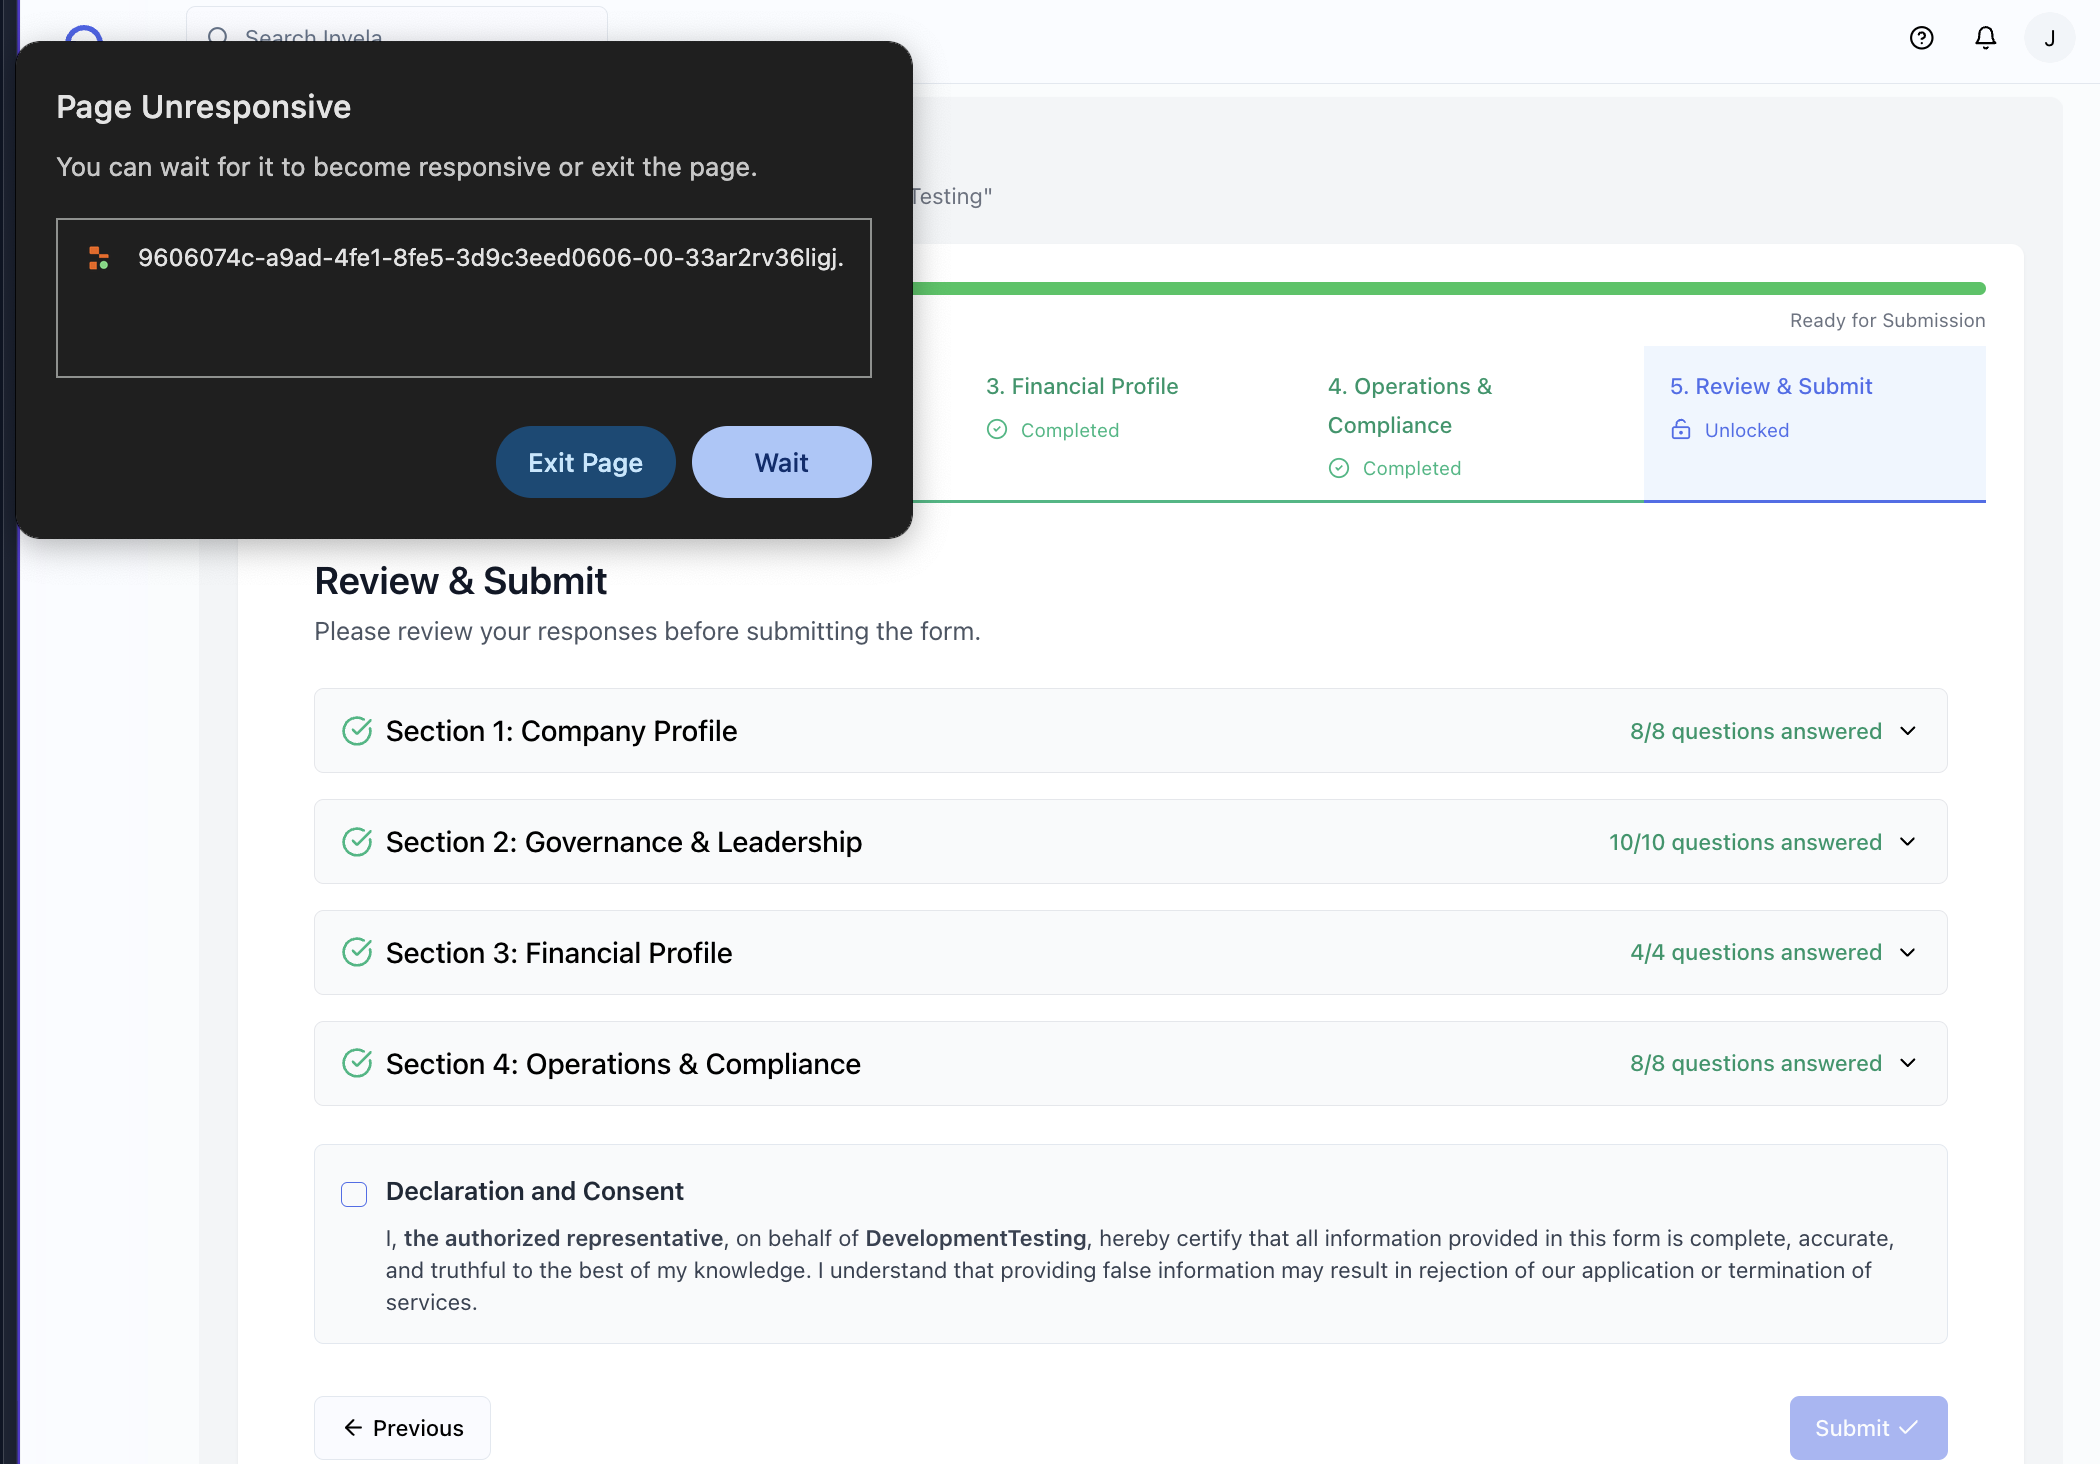 Search Invela
J
Page Unresponsive
You can wait for it to become responsive or exit the page.
9606074c-a9ad-4fe1-8fe5-3d9c3eed0606-00-33ar2rv36ligj.
Exit Page
Wait
Testing"
Ready for Submission
3. Financial Profile
Completed
4. Operations &
Compliance
Completed
5. Review & Submit
Unlocked
Review & Submit
Please review your responses before submitting the form.
Section 1: Company Profile
8/8 questions answered
Section 2: Governance & Leadership
10/10 questions answered
Section 3: Financial Profile
4/4 questions answered
Section 4: Operations & Compliance
8/8 questions answered
Declaration and Consent
I, the authorized representative, on behalf of DevelopmentTesting, hereby certify that all information provided in this form is complete, accurate,
and truthful to the best of my knowledge. I understand that providing false information may result in rejection of our application or termination of
services.
Previous
Submit